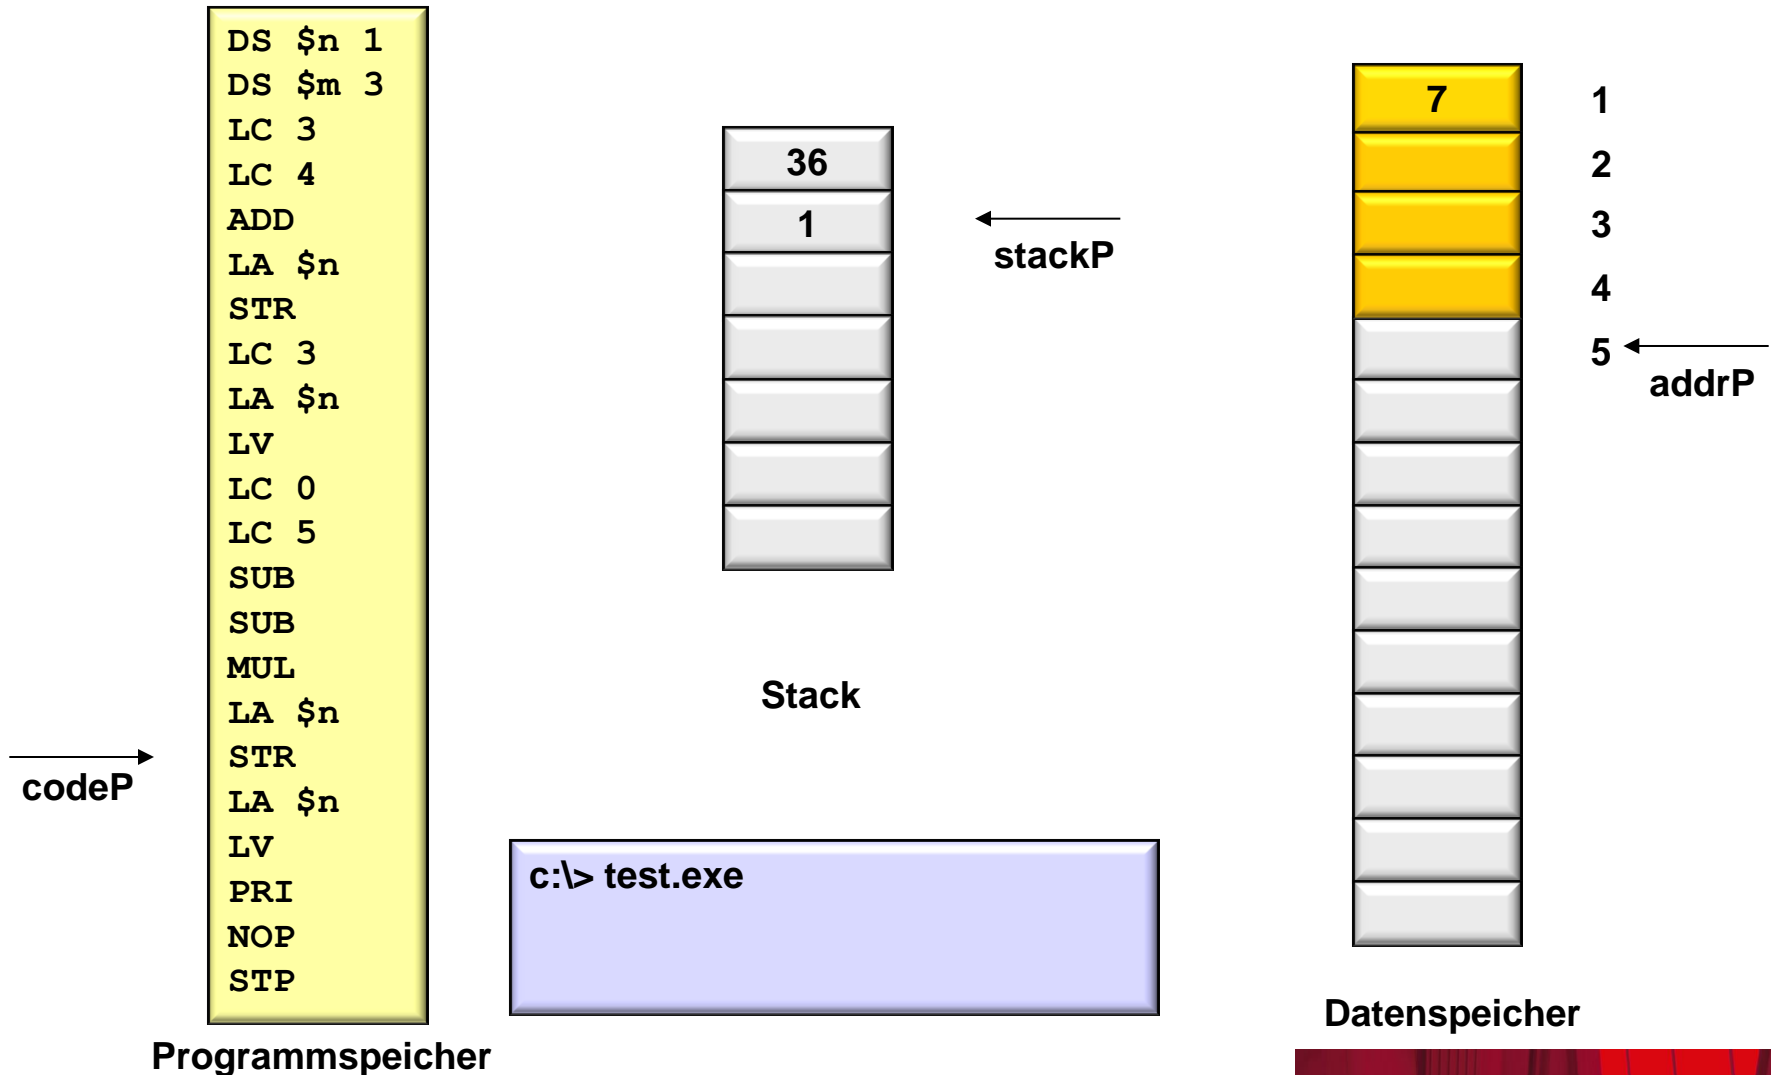 DS $n 1
DS $m 3
LC 3
LC 4
ADD
LA $n
STR
LC 3
LA $n
LV
LC 0
LC 5
SUB
SUB
MUL
LA $n
STR
LA $n
LV
PRI
NOP
STP
Programmspeicher
codeP
36
1
stackP
Stack
c:\> test.exe
7
1
2
3
4
5
addrP
Datenspeicher